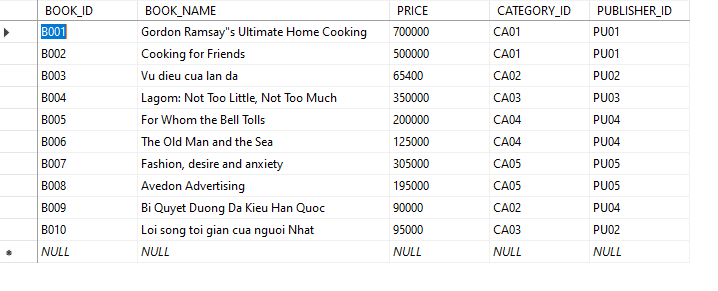 BOOK_ID BOOK_NAME PRICE CATEGORY_ID PUBLISHER_ID
B001 Gordon Ramsay"s Ultimate Home Cooking 700000 CA01 PU01
B002 Cooking for Friends 500000 CA01 PU01
B003 Vu dieu cua lan da 65400 CA02 PU02
B004 Lagom: Not Too Little, Not Too Much 350000 CA03 PU03
B005 For Whom the Bell Tolls 200000 CA04 PU04
B006 The Old Man and the Sea 125000 CA04 PU04
B007 Fashion, desire and anxiety 305000 CA05 PU05
B008 Avedon Advertising 195000 CA05 PU05
B009 Bi Quyet Duong Da Kieu Han Quoc 90000 CA02 PU04
B010 Loi song toi gian cua nguoi Nhat 95000 CA03 PU02
NULL NULL NULL NULL NULL